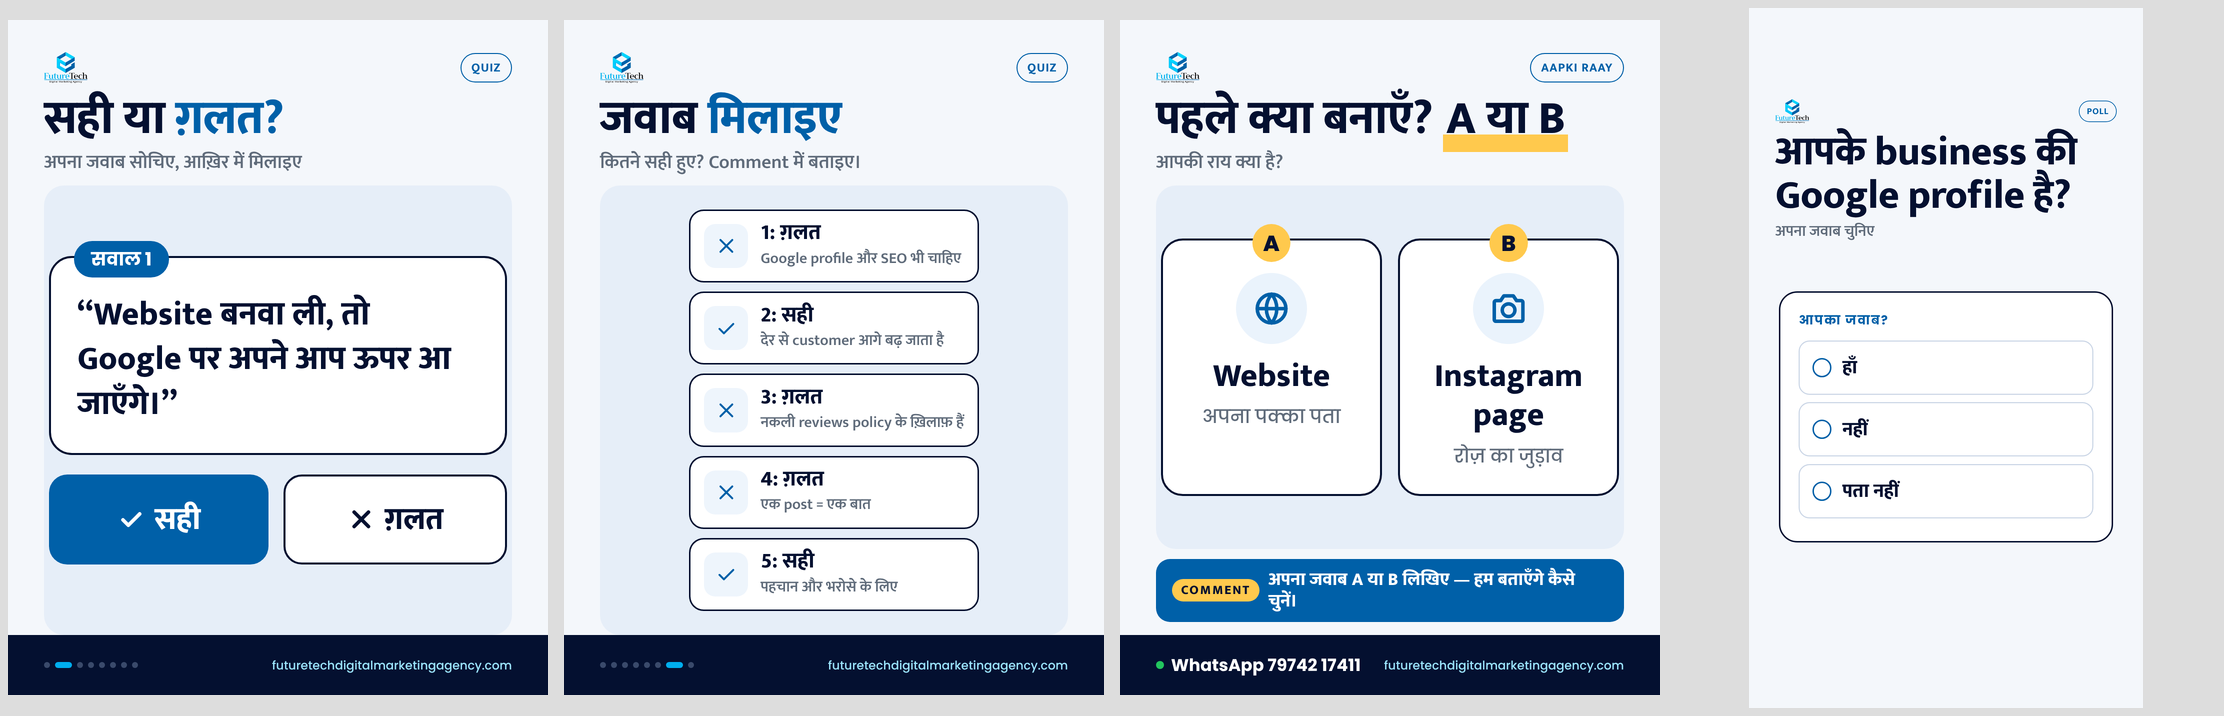 FutureTech
QUIZ
सही या ग़लत?
अपना जवाब सोचिए, आख़िर में मिलाइए
सवाल 1
“Website बनवा ली, तो
Google पर अपने आप ऊपर आ
जाएँगे।”
सही
ग़लत
futuretechdigitalmarketingagency.com
FutureTech
QUIZ
जवाब मिलाइए
कितने सही हुए? Comment में बताइए।
1: ग़लत
Google profile और SEO भी चाहिए
2: सही
देर से customer आगे बढ़ जाता है
3: ग़लत
नकली reviews policy के ख़िलाफ़ हैं
4: ग़लत
एक post = एक बात
5: सही
पहचान और भरोसे के लिए
futuretechdigitalmarketingagency.com
FutureTech
AAPKI RAAY
पहले क्या बनाएँ? A या B
आपकी राय क्या है?
A
Website
अपना पक्का पता
B
Instagram
page
रोज़ का जुड़ाव
COMMENT
अपना जवाब A या B लिखिए — हम बताएँगे कैसे
चुनें।
WhatsApp 79742 17411
futuretechdigitalmarketingagency.com
FutureTech
POLL
आपके business की
Google profile है?
अपना जवाब चुनिए
आपका जवाब?
हाँ
नहीं
पता नहीं